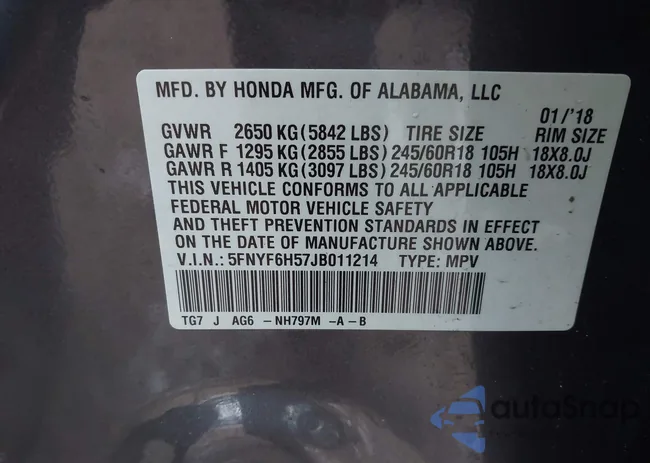 MFD. BY HONDA MFG. OF ALABAMA, LLC
01/'18
GVWR 2650 KG(5842 LBS) TIRE SIZE RIM SIZE
GAWR F 1295 KG(2855 LBS)245/60R18 105H 18X8.0J
GAWR R 1405 KG(3097 LBS)245/60R18 105H 18X8.0J
THIS VEHICLE CONFORMS TO ALL APPLICABLE
FEDERAL MOTOR VEHICLE SAFETY
AND THEFT PREVENTION STANDARDS IN EFFECT
ON THE DATE OF MANUFACTURE SHOWN ABOVE.
V.I.N.: 5FNYF6H57JB011214 TYPE: MPV
TG7 J AG6 -NH797M -A-B
autoSnap